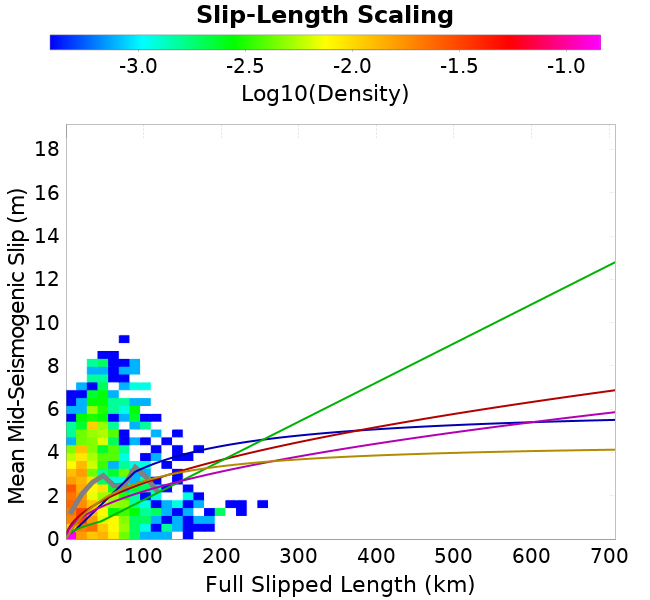 Slip-Length Scaling
-3.0 -2.5 -2.0 -1.5 -1.0
Log10(Density)
Mean Mid-Seismogenic Slip (m)
18
16
14
12
10
8
6
4
2
0
0 100 200 300 400 500 600 700
Full Slipped Length (km)